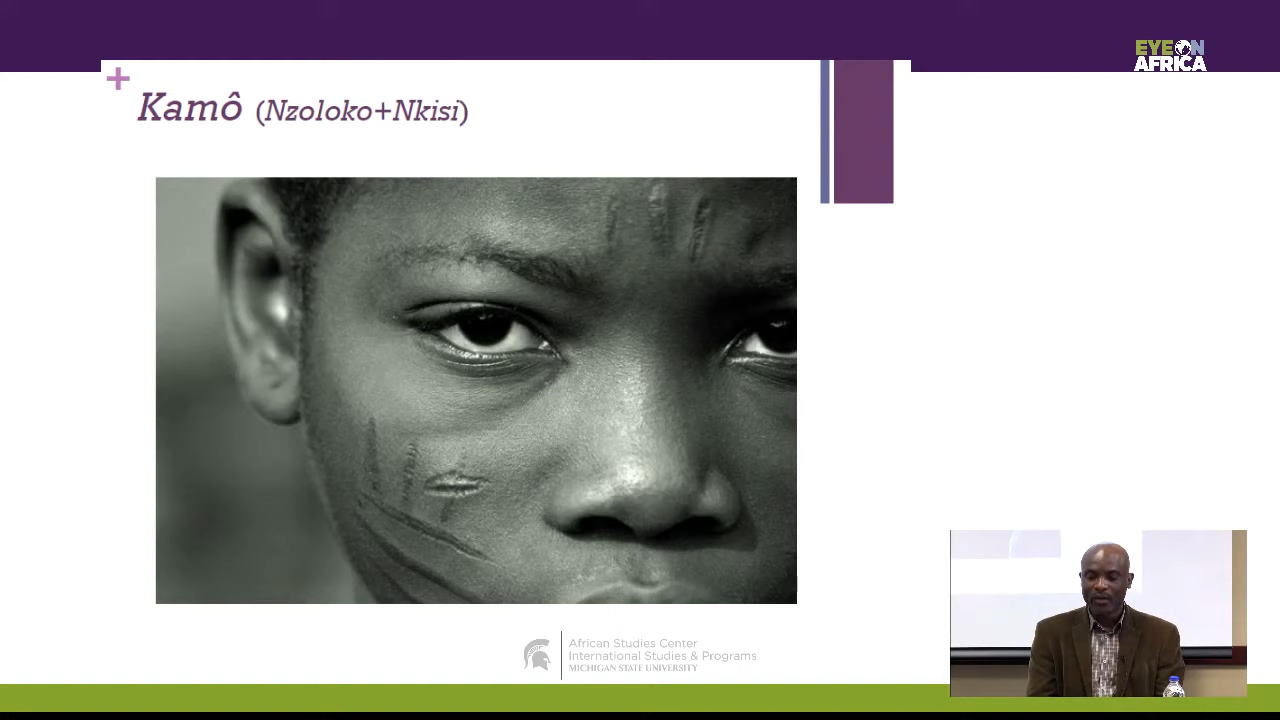 EYE ON
AFRICA
+
Kamô (Nzoloko+Nkisi)
African Studies Center
International Studies & Programs
MICHIGAN STATE UNIVERSITY